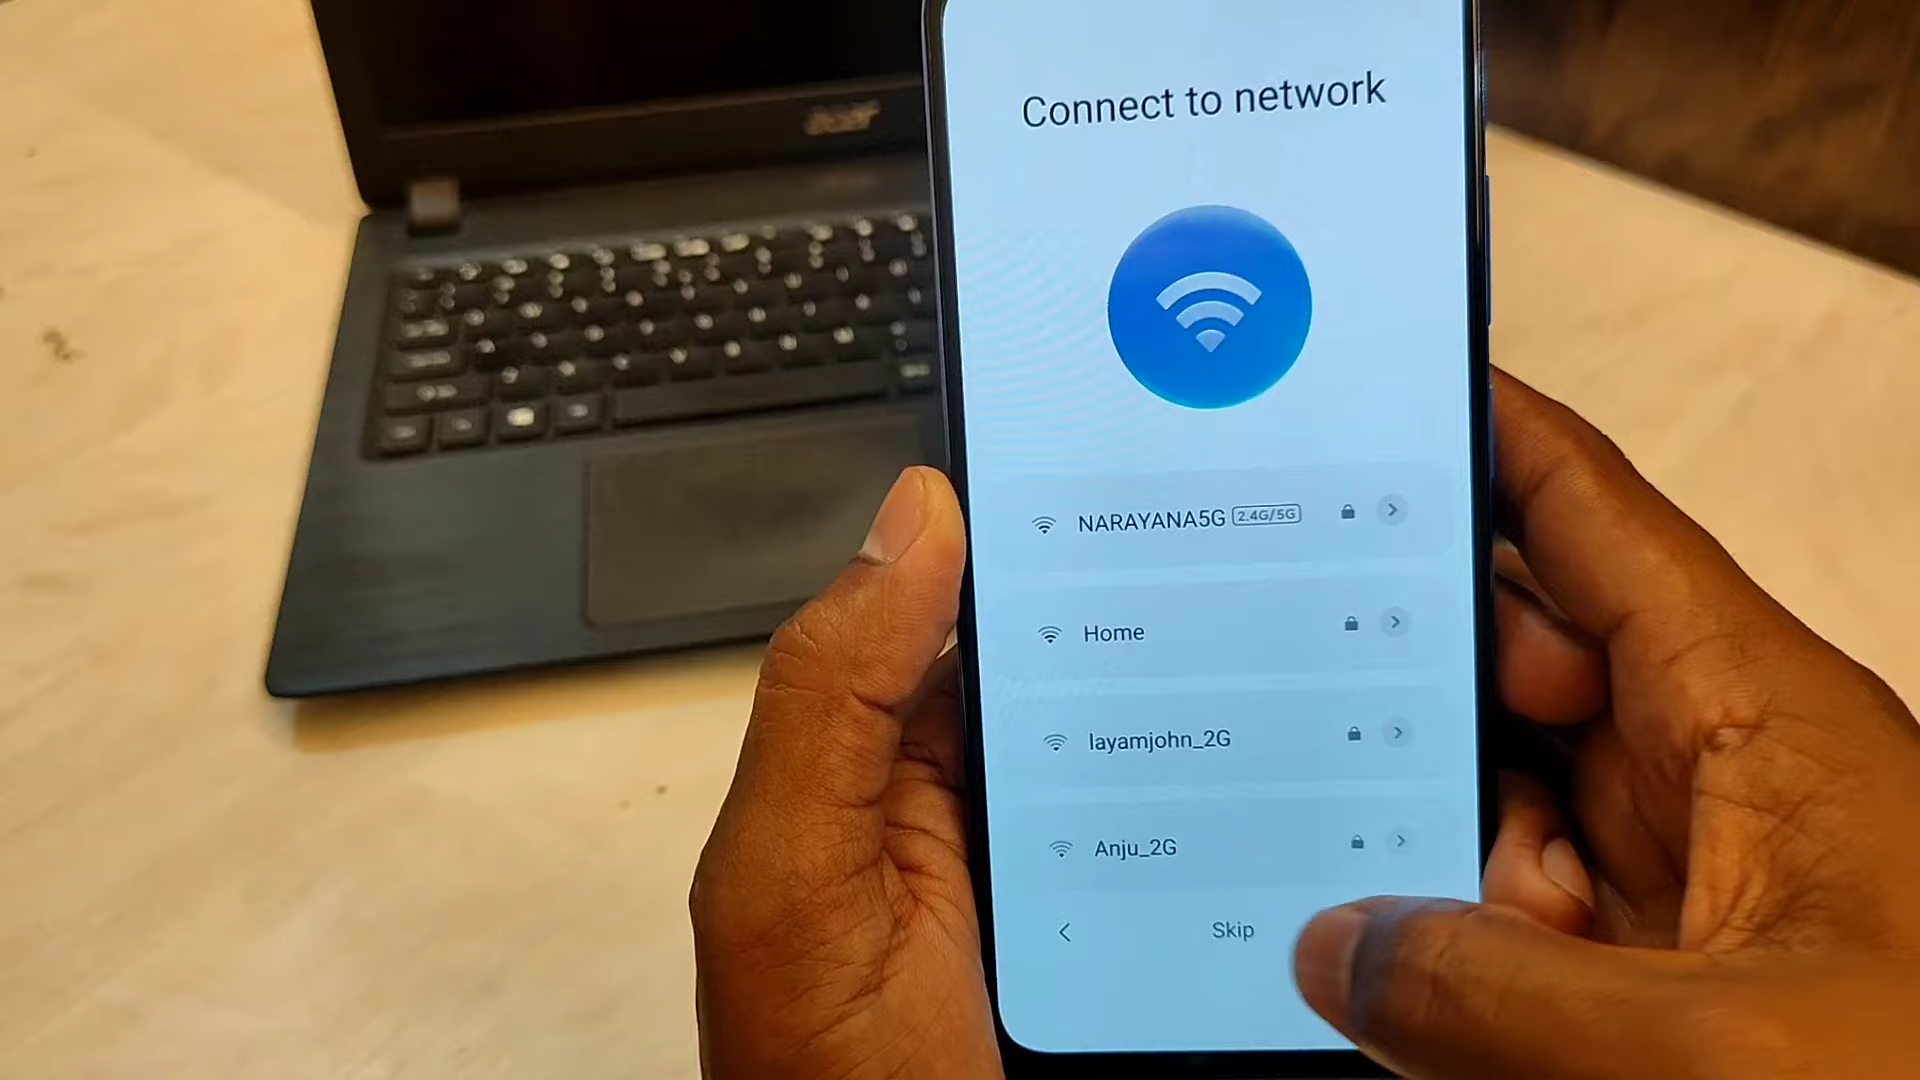 acer
Connect to network
NARAYANA5G 2.4G/5G
Home
layamjohn_2G
Anju_2G
Skip